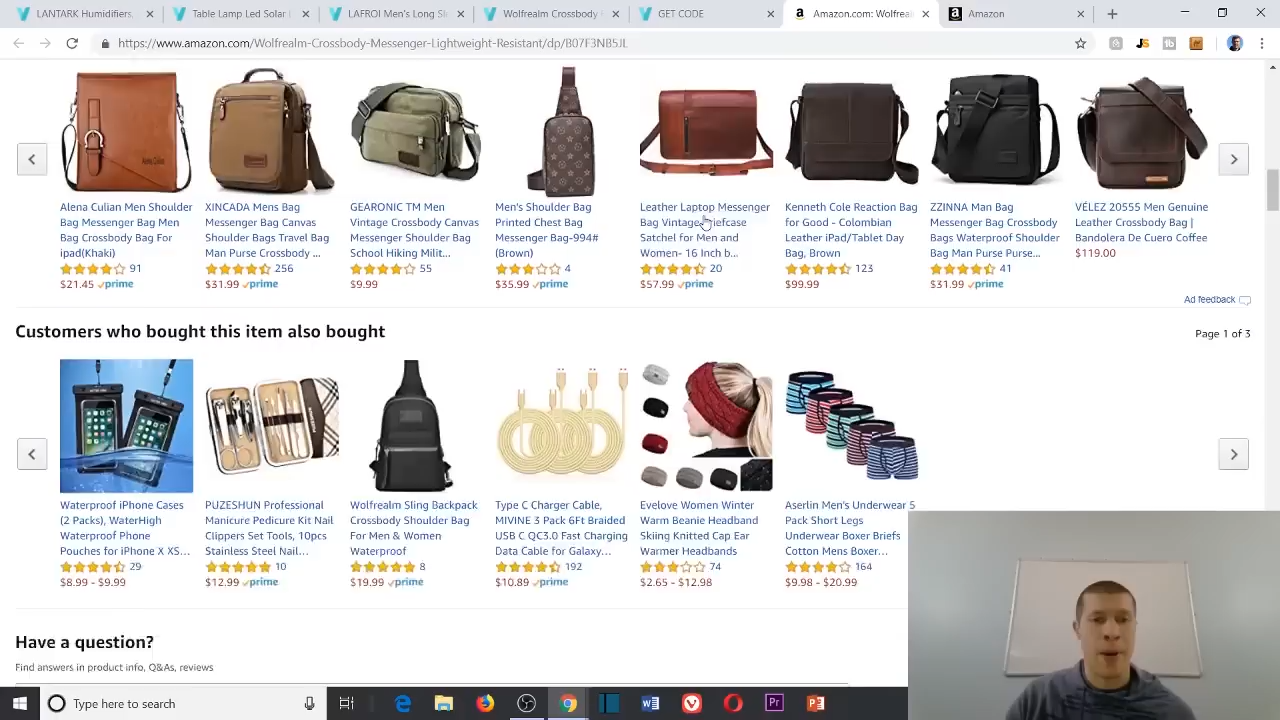 LANTARK Humidifiers,
Table Lamp Led Solar
LAFROI Men's Long Sl
Wolfrealm Crossbody
GET CODE
Amazon.com: Wolfrea
Amazon
https://www.amazon.com/Wolfrealm-Crossbody-Messenger-Lightweight-Resistant/dp/B07F3NB5JL
Alena Culian Men Shoulder
Bag Messenger Bag Men
Bag Crossbody Bag For
ipad(Khaki)
91
$21.45 prime
XINCADA Mens Bag
Messenger Bag Canvas
Shoulder Bags Travel Bag
Man Purse Crossbody ...
256
$31.99 prime
GEARONIC TM Men
Vintage Crossbody Canvas
Messenger Shoulder Bag
School Hiking Milit...
55
$9.99
Men's Shoulder Bag
Printed Chest Bag
Messenger Bag-994#
(Brown)
4
$35.99 prime
Leather Laptop Messenger
Bag Vintage
Satchel for Men and
Women- 16 Inch b...
20
$57.99 prime
Kenneth Cole Reaction Bag
for Good - Colombian
Leather iPad/Tablet Day
Bag, Brown
123
$99.99
ZZINNA Man Bag
Messenger Bag Crossbody
Bags Waterproof Shoulder
Bag Man Purse Purse...
41
$31.99 prime
VÉLEZ 20555 Men Genuine
Leather Crossbody Bag |
Bandolera De Cuero Coffee
$119.00
Ad feedback
Customers who bought this item also bought
Page 1 of 3
Waterproof iPhone Cases
(2 Packs), WaterHigh
Waterproof Phone
Pouches for iPhone X XS...
29
$8.99 - $9.99
PUZESHUN Professional
Manicure Pedicure Kit Nail
Clippers Set Tools, 10pcs
Stainless Steel Nail...
10
$12.99 prime
Wolfrealm Sling Backpack
Crossbody Shoulder Bag
For Men & Women
Waterproof
8
$19.99 prime
Type C Charger Cable,
MIVINE 3 Pack 6Ft Braided
USB C QC3.0 Fast Charging
Data Cable for Galaxy...
192
$10.89 prime
Evelove Women Winter
Warm Beanie Headband
Skiing Knitted Cap Ear
Warmer Headbands
74
$2.65 - $12.98
Aserlin Men's Underwear 5
Pack Short Legs
Underwear Boxer Briefs
Cotton Mens Boxer...
164
$9.98 - $20.99
Have a question?
Find answers in product info, Q&As, reviews
Type here to search